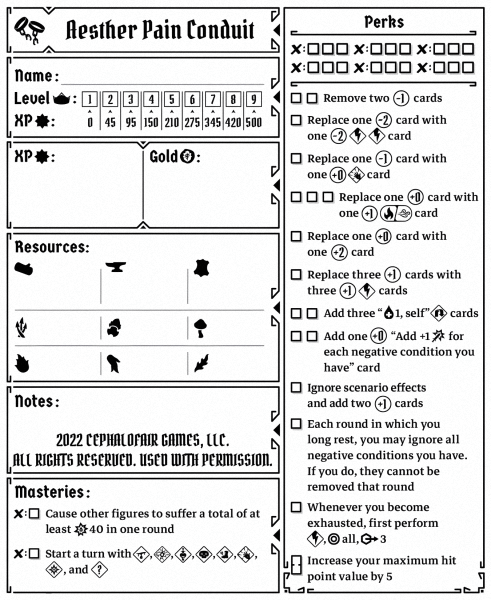 Aesther Pain Conduit
Name:
Level : 1 2 3 4 5 6 7 8 9
XP : 0 45 95 150 210 275 345 420 500
XP : Gold :
Resources:
Notes:
2022 CEPHALOFAIR GAMES, LLC.
ALL RIGHTS RESERVED. USED WITH PERMISSION.
Masteries:
Cause other figures to suffer a total of at
least 40 in one round
Start a turn with , , , , , ,
, and ?
Perks
Remove two -1 cards
Replace one -2 card with
one -2 card
Replace one -1 card with
one +0 card
Replace one +0 card with
one +1 card
Replace one +0 card with
one +2 card
Replace three +1 cards with
three +1 cards
Add three “1, self” cards
Add one +0 “Add +1 for
each negative condition you
have” card
Ignore scenario effects
and add two +1 cards
Each round in which you
long rest, you may ignore all
negative conditions you have.
If you do, they cannot be
removed that round
Whenever you become
exhausted, first perform
, all, 3
Increase your maximum hit
point value by 5